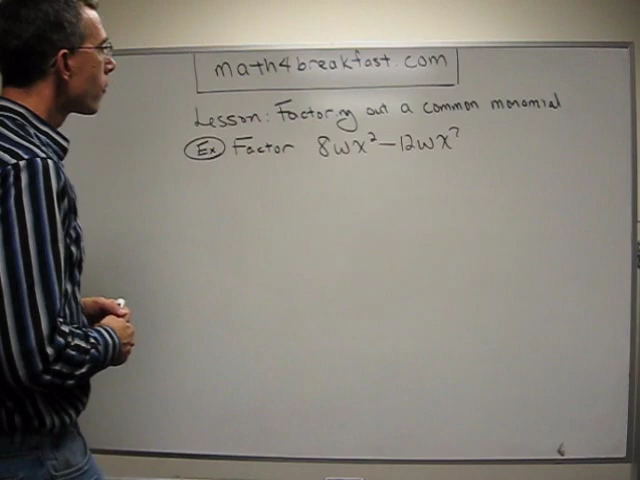 math4breakfast.com
Lesson: Factoring out a common monomial
Ex Factor 8wx² – 12wx⁷